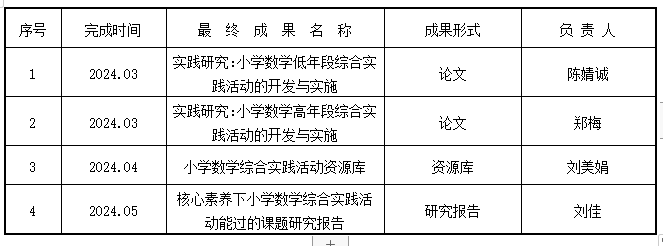 序号 完成时间 最 终 成 果 名 称 成果形式 负 责 人
1 2024.03 实践研究:小学数学低年段综合实 论文 陈婧诚
践活动的开发与实施
2 2024.03 实践研究:小学数学高年段综合实 论文 郑梅
践活动的开发与实施
3 2024.04 小学数学综合实践活动资源库 资源库 刘美娟
4 2024.05 核心素养下小学数学综合实践活 研究报告 刘佳
动能过的课题研究报告